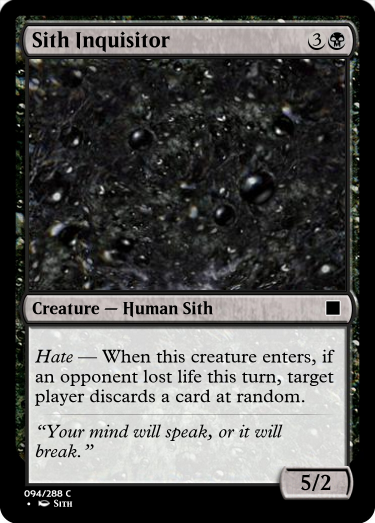 Sith Inquisitor 3
Creature — Human Sith
Hate — When this creature enters, if
an opponent lost life this turn, target
player discards a card at random.
“Your mind will speak, or it will
break.”
5/2
094/288 C
• Sith